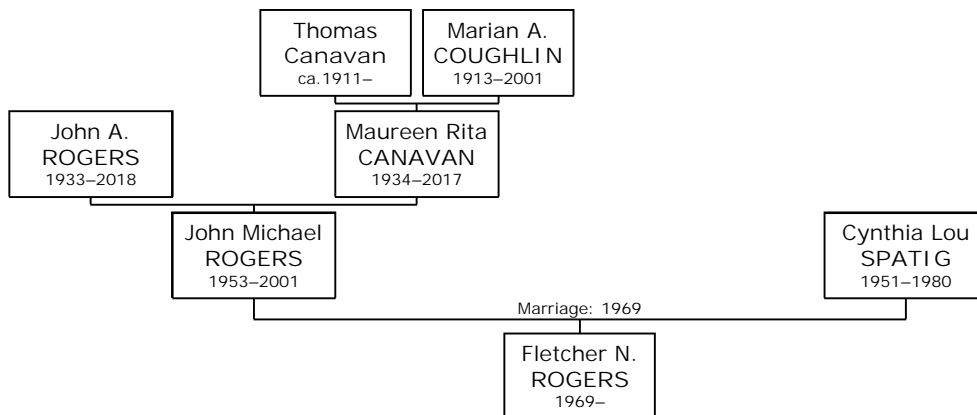 Thomas
Canavan
ca.1911–
Marian A.
COUGHLIN
1913–2001
John A.
ROGERS
1933–2018
Maureen Rita
CANAVAN
1934–2017
John Michael
ROGERS
1953–2001
Cynthia Lou
SPATIG
1951–1980
Marriage: 1969
Fletcher N.
ROGERS
1969–